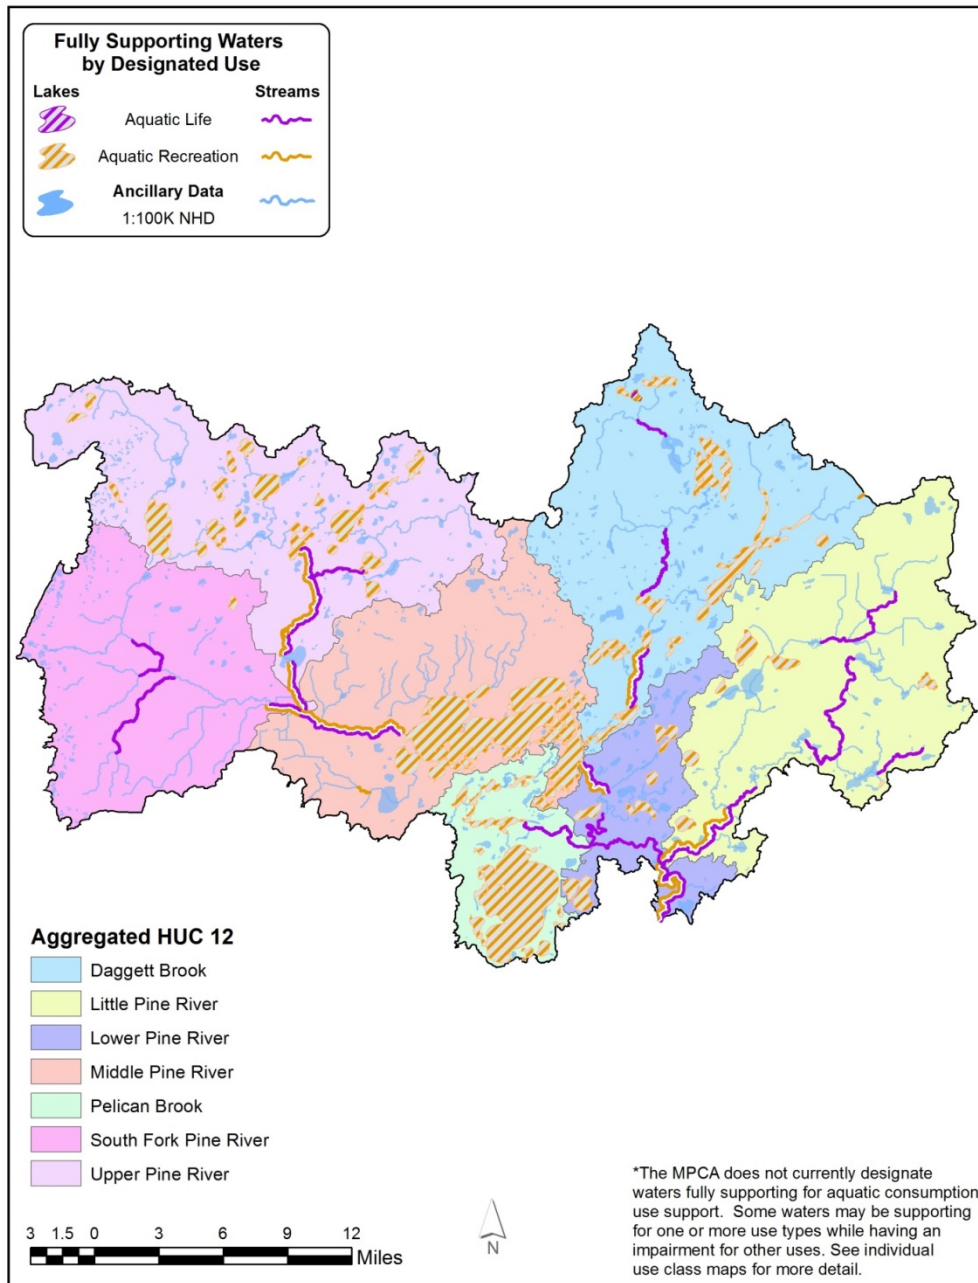 Fully Supporting Waters
by Designated Use
Lakes
Streams
Aquatic Life
Aquatic Recreation
Ancillary Data
1:100K NHD
Aggregated HUC 12
Daggett Brook
Little Pine River
Lower Pine River
Middle Pine River
Pelican Brook
South Fork Pine River
Upper Pine River
3 1.5 0 3 6 9 12
Miles
N
*The MPCA does not currently designate
waters fully supporting for aquatic consumption
use support. Some waters may be supporting
for one or more use types while having an
impairment for other uses. See individual
use class maps for more detail.